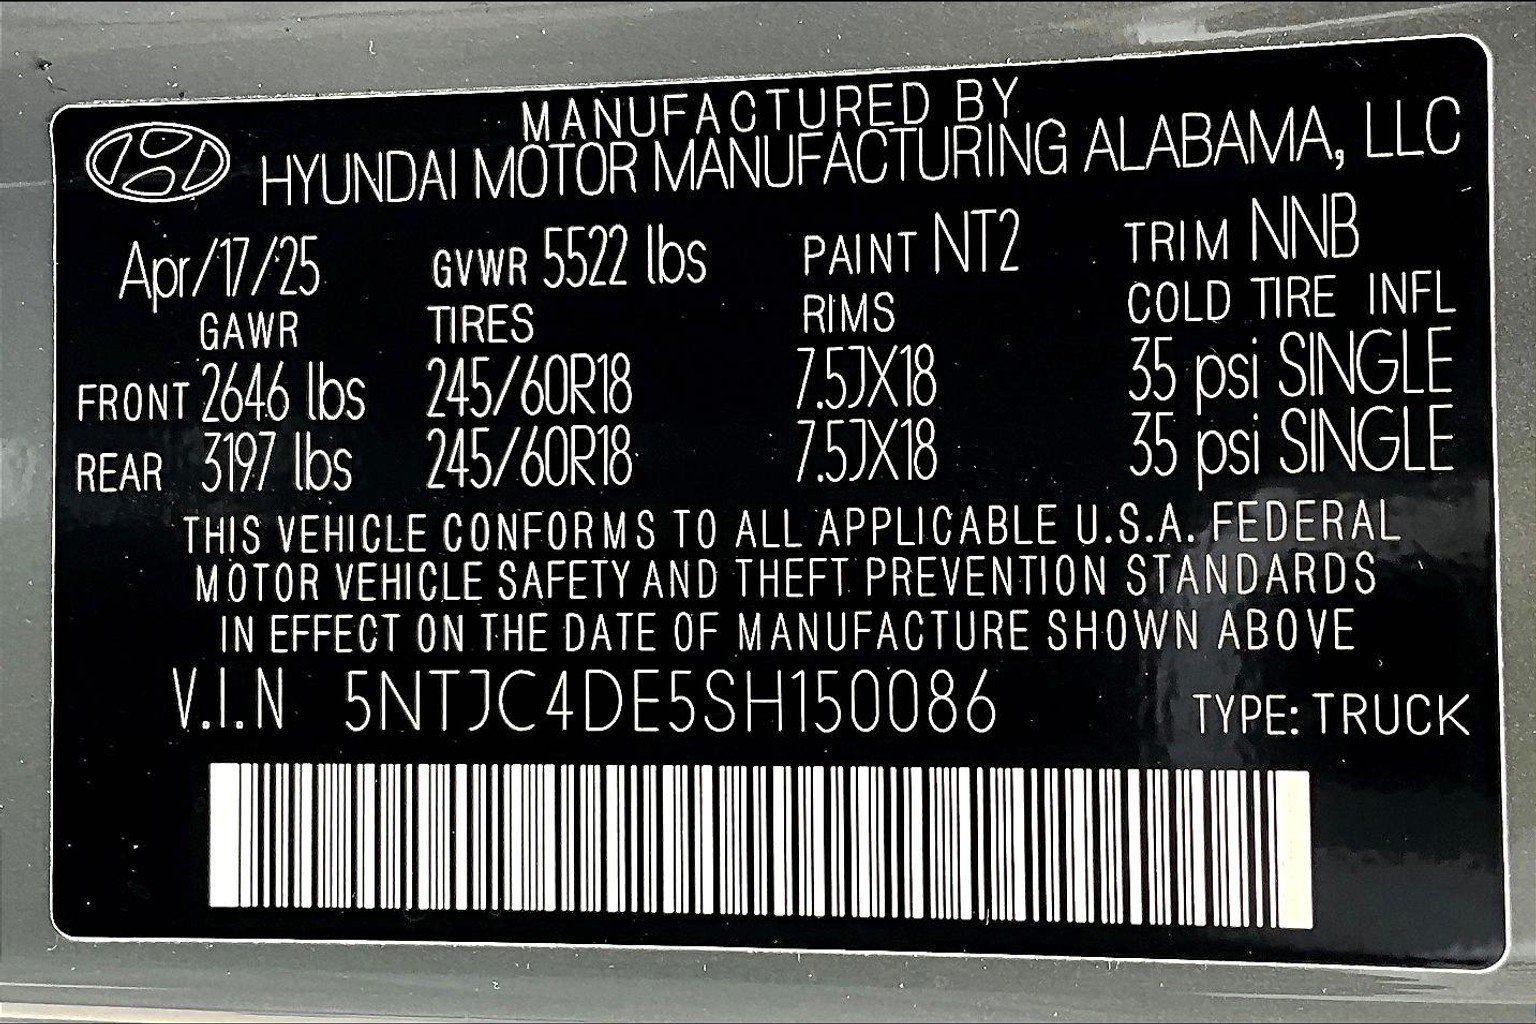 MANUFACTURED BY
HYUNDAI MOTOR MANUFACTURING ALABAMA, LLC
Apr/17/25 GVWR 5522 lbs PAINT NT2 TRIM NNB
GAWR TIRES RIMS COLD TIRE INFL
FRONT 2646 lbs 245/60R18 7.5JX18 35 psi SINGLE
REAR 3197 lbs 245/60R18 7.5JX18 35 psi SINGLE
THIS VEHICLE CONFORMS TO ALL APPLICABLE U.S.A. FEDERAL
MOTOR VEHICLE SAFETY AND THEFT PREVENTION STANDARDS
IN EFFECT ON THE DATE OF MANUFACTURE SHOWN ABOVE
V.I.N 5NTJC4DE5SH150086 TYPE: TRUCK